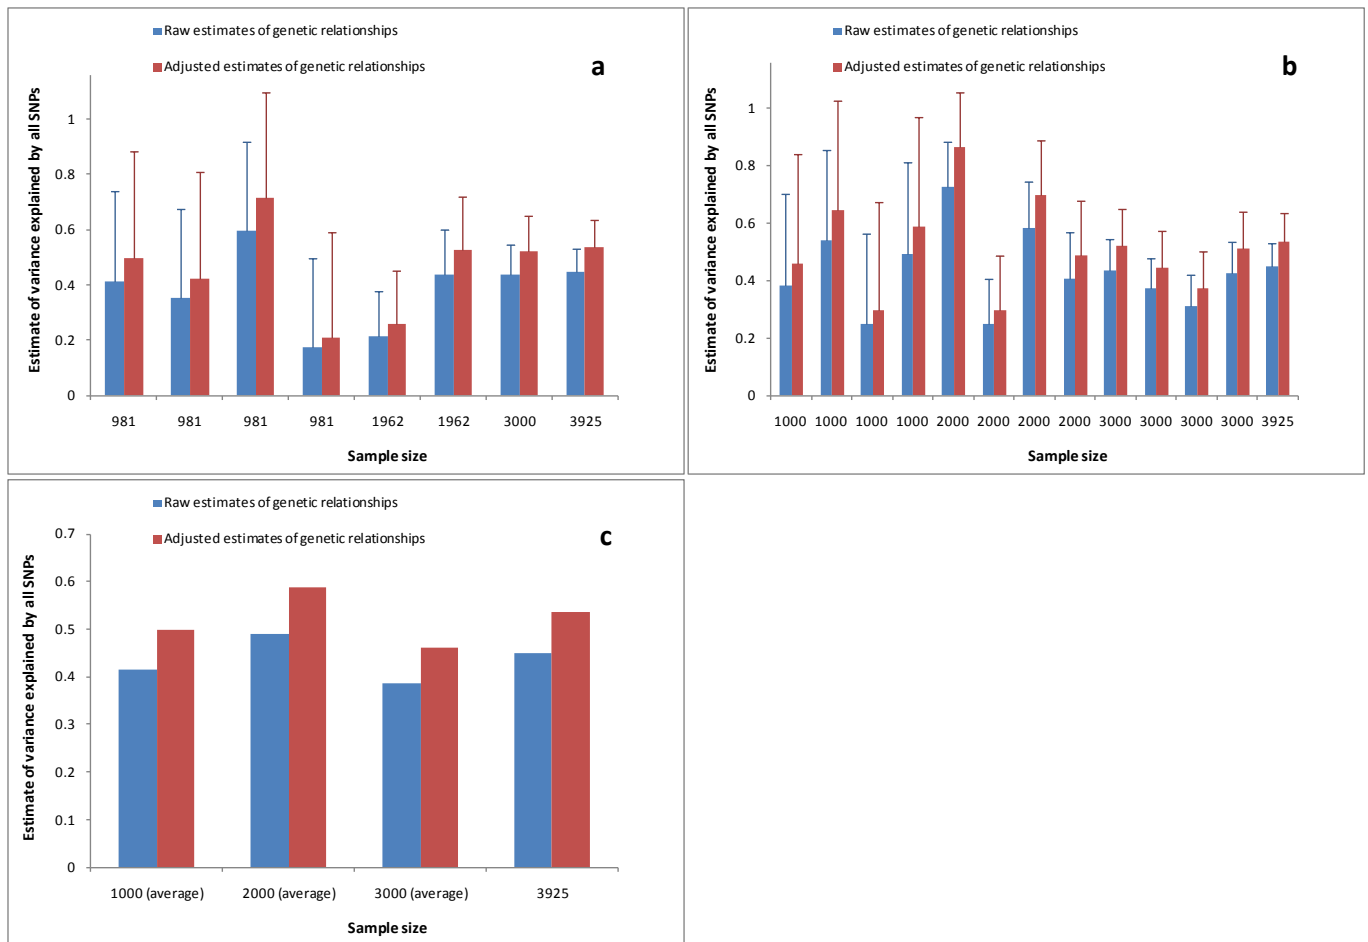 Raw estimates of genetic relationships
Adjusted estimates of genetic relationships
a
Estimate of variance explained by all SNPs
1
0.8
0.6
0.4
0.2
0
981 981 981 981 1962 1962 3000 3925
Sample size
Raw estimates of genetic relationships
Adjusted estimates of genetic relationships
b
Estimate of variance explained by all SNPs
1
0.8
0.6
0.4
0.2
0
1000 1000 1000 1000 2000 2000 2000 2000 3000 3000 3000 3000 3925
Sample size
Raw estimates of genetic relationships
Adjusted estimates of genetic relationships
c
Estimate of variance explained by all SNPs
0.7
0.6
0.5
0.4
0.3
0.2
0.1
0
1000 (average) 2000 (average) 3000 (average) 3925
Sample size